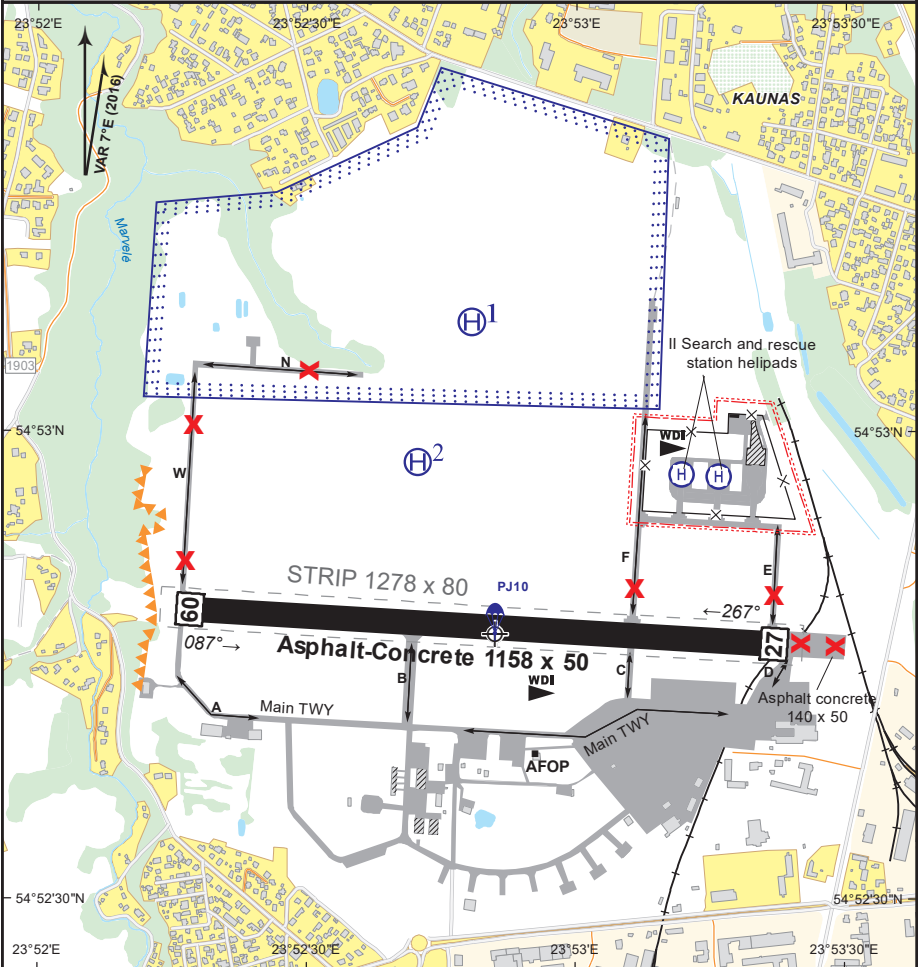 23°52'E
23°52'30"E
23°53'E
23°53'30"E
KAUNAS
VAR 7°E (2016)
Marvelė
H1
II Search and rescue
station helipads
1903
N
54°53'N
54°53'N
WDI
H
H
H2
W
F
E
STRIP 1278 x 80
PJ10
←267°
09
27
087°→
Asphalt-Concrete 1158 x 50
B
C
D
WDI
Asphalt concrete
140 x 50
A
Main TWY
Main TWY
AFOP
54°52'30"N
54°52'30"N
23°52'E
23°52'30"E
23°53'E
23°53'30"E